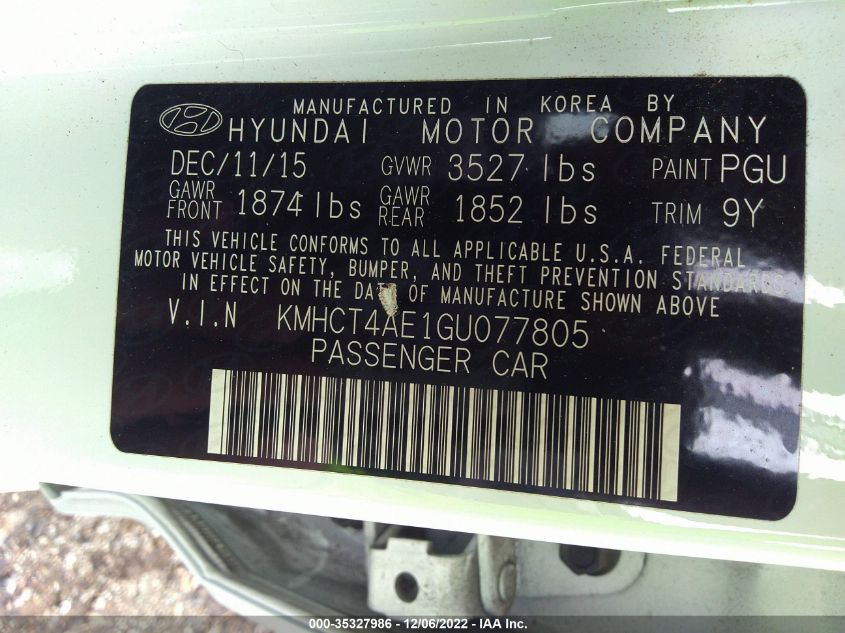 MANUFACTURED IN KOREA BY
HYUNDAI MOTOR COMPANY
DEC/11/15 GVWR 3527 lbs PAINT PGU
GAWR FRONT 1874 lbs GAWR REAR 1852 lbs TRIM 9Y
THIS VEHICLE CONFORMS TO ALL APPLICABLE U.S.A. FEDERAL
MOTOR VEHICLE SAFETY, BUMPER, AND THEFT PREVENTION STANDARDS
IN EFFECT ON THE DATE OF MANUFACTURE SHOWN ABOVE
V.I.N KMHCT4AE1GU077805
PASSENGER CAR
000-35327986 - 12/06/2022 - IAA Inc.